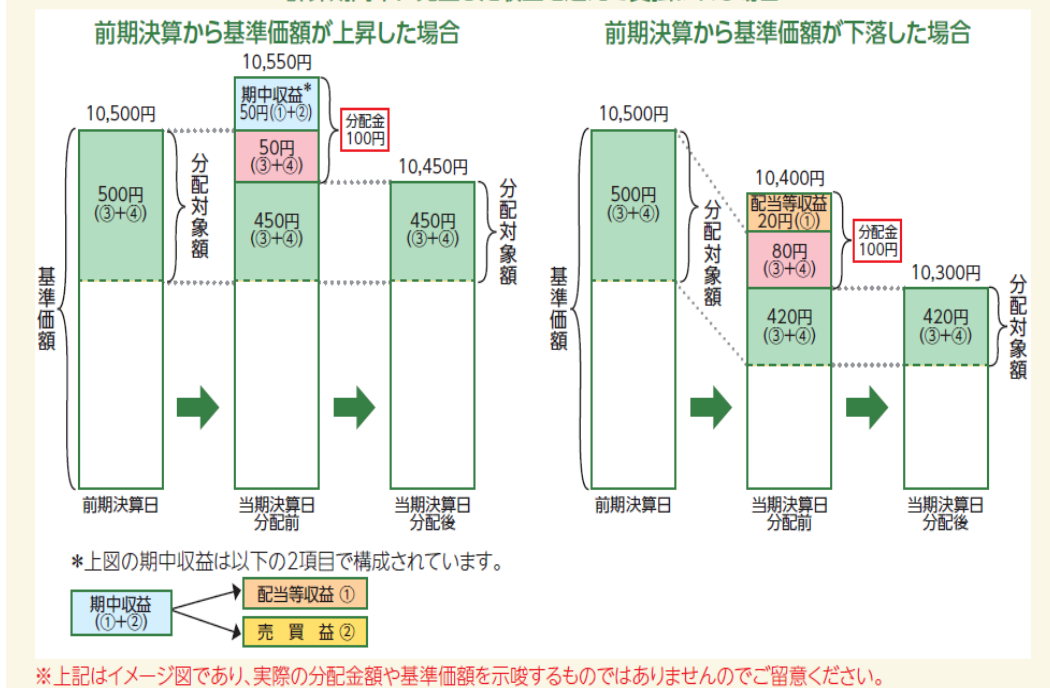 前期決算から基準価額が上昇した場合
10,550円
10,500円
期中収益*
50円(①+②)
分配金
100円
50円
(③+④)
10,450円
500円
(③+④)
分配対象額
450円
(③+④)
450円
(③+④)
分配対象額
基準価額
前期決算日
当期決算日
分配前
当期決算日
分配後
前期決算から基準価額が下落した場合
10,500円
10,400円
500円
(③+④)
分配対象額
配当等収益
20円(①)
分配金
100円
80円
(③+④)
10,300円
420円
(③+④)
420円
(③+④)
分配対象額
基準価額
前期決算日
当期決算日
分配前
当期決算日
分配後
*上図の期中収益は以下の2項目で構成されています。
期中収益
(①+②)
配当等収益 ①
売 買 益 ②
※上記はイメージ図であり、実際の分配金額や基準価額を示唆するものではありませんのでご留意ください。